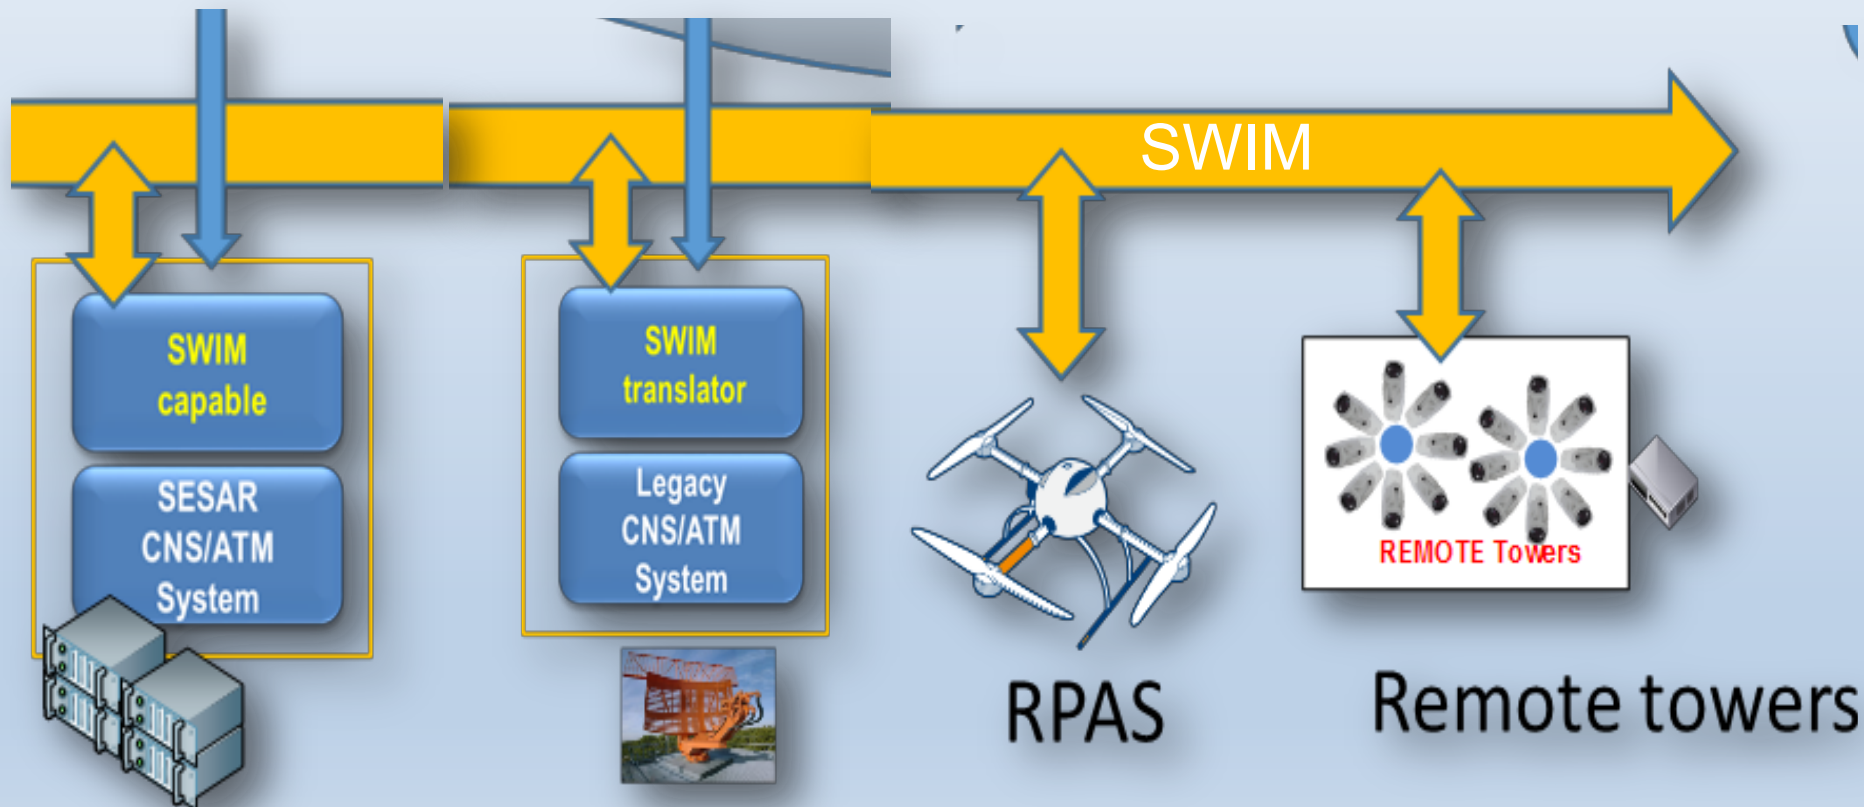 SWIM
SWIM
capable
SESAR
CNS/ATM
System
SWIM
translator
Legacy
CNS/ATM
System
REMOTE Towers
RPAS
Remote towers